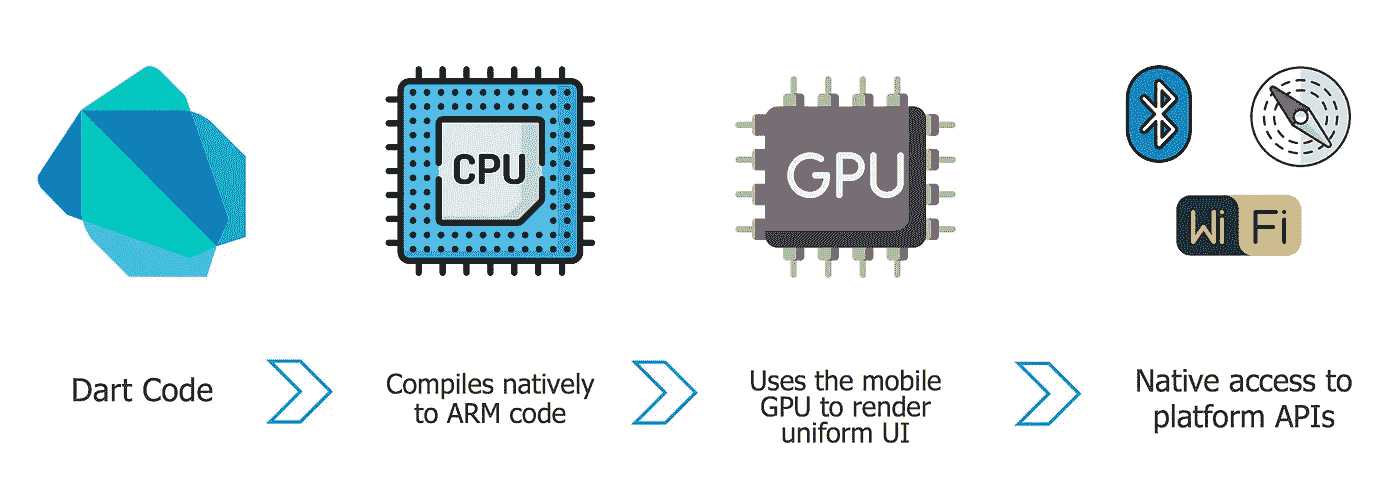 CPU
GPU
Wi Fi
Dart Code
Compiles natively
to ARM code
Uses the mobile
GPU to render
uniform UI
Native access to
platform APIs